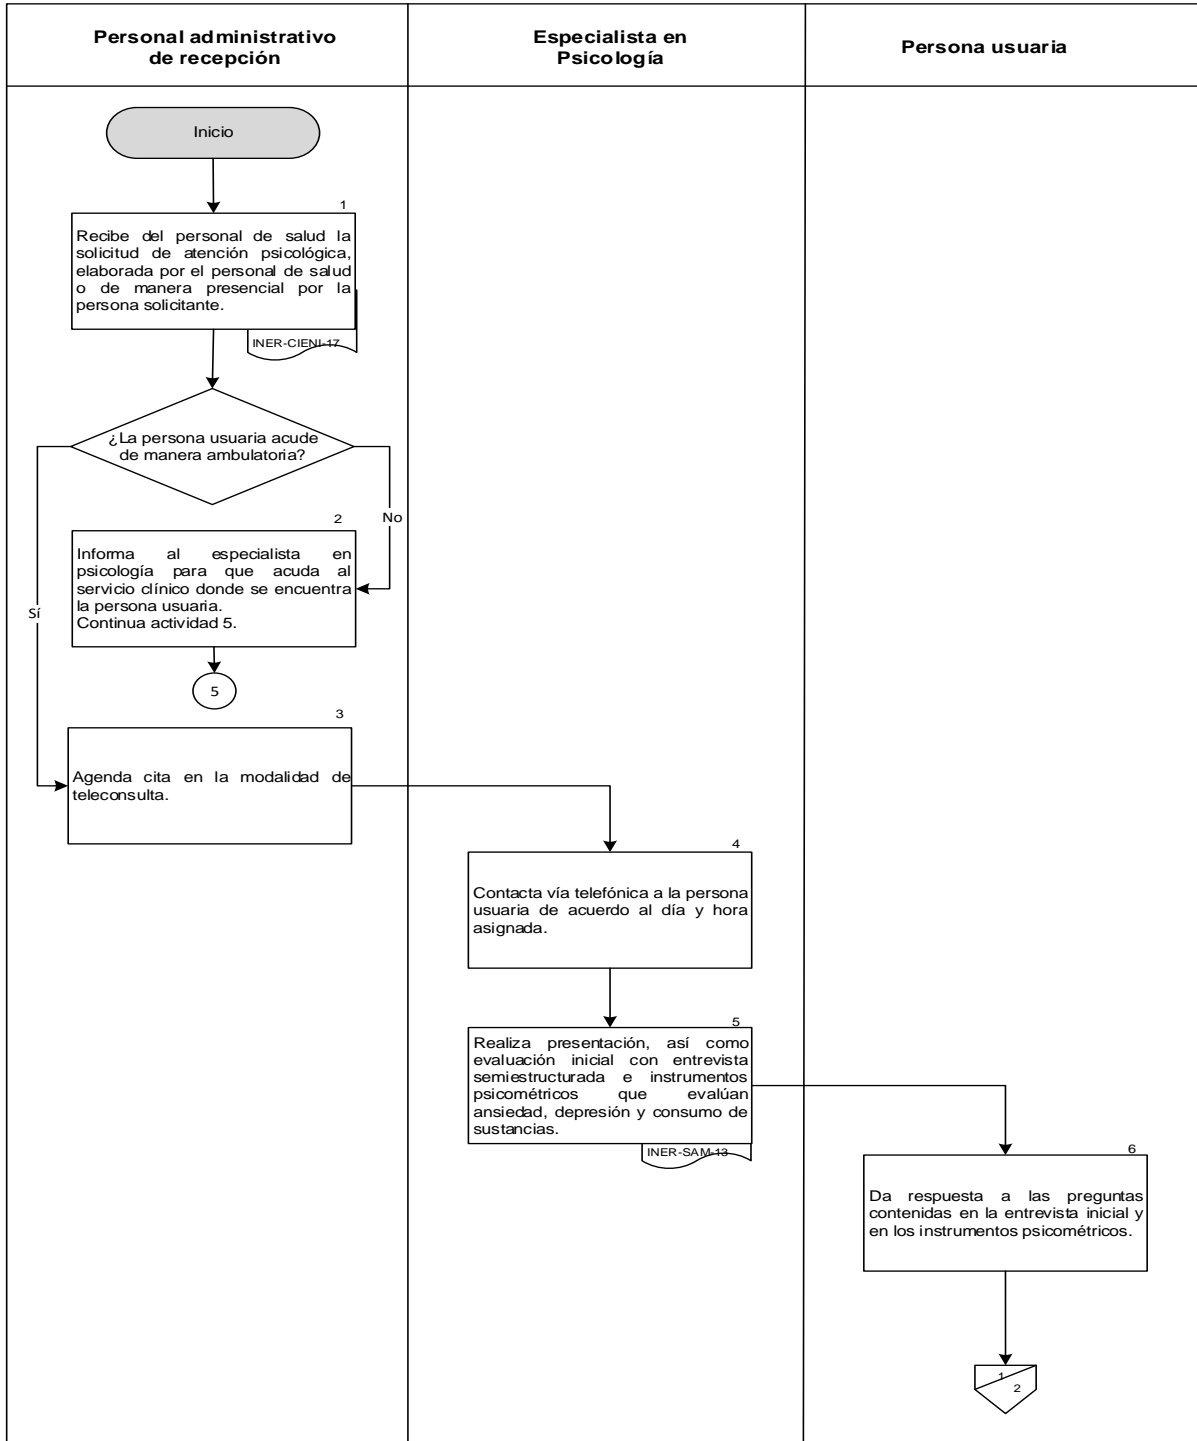 Personal administrativo
de recepción
Especialista en
Psicología
Persona usuaria
Inicio
1
Recibe del personal de salud la
solicitud de atención psicológica,
elaborada por el personal de salud
o de manera presencial por la
persona solicitante.
INER-CIENI-17
¿La persona usuaria acude
de manera ambulatoria?
No
Sí
2
Informa al especialista en
psicología para que acuda al
servicio clínico donde se encuentra
la persona usuaria.
Continua actividad 5.
5
3
Agenda cita en la modalidad de
teleconsulta.
4
Contacta vía telefónica a la persona
usuaria de acuerdo al día y hora
asignada.
5
Realiza presentación, así como
evaluación inicial con entrevista
semiestructurada e instrumentos
psicométricos que evalúan
ansiedad, depresión y consumo de
sustancias.
INER-SAM-13
6
Da respuesta a las preguntas
contenidas en la entrevista inicial y
en los instrumentos psicométricos.
1
2